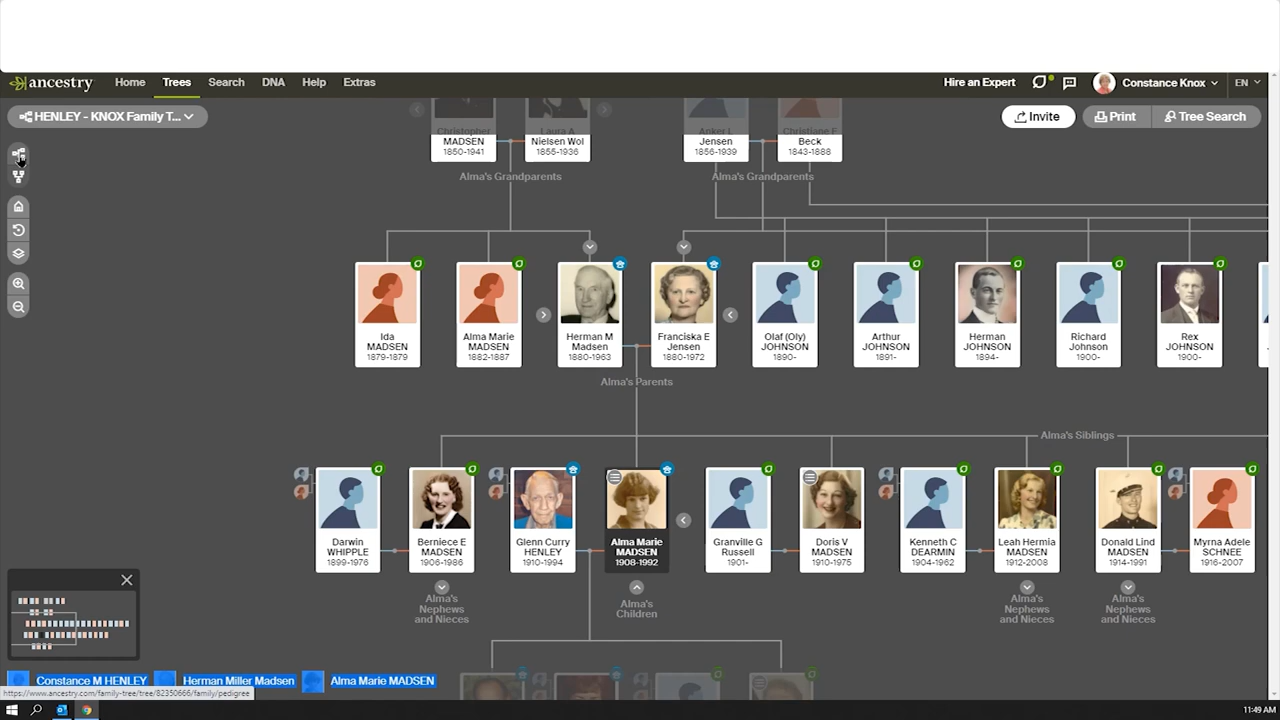 ancestry
Home
Trees
Search
DNA
Help
Extras
Hire an Expert
Constance Knox
EN
HENLEY - KNOX Family T...
Invite
Print
Tree Search
Christopher
MADSEN
1850-1941
Laura A
Nielsen Wol
1855-1936
Anker L
Jensen
1856-1939
Christiane F
Beck
1843-1888
Alma's Grandparents
Alma's Grandparents
Ida
MADSEN
1879-1879
Alma Marie
MADSEN
1882-1887
Herman M
Madsen
1880-1963
Franciska E
Jensen
1880-1972
Olaf (Oly)
JOHNSON
1890-
Arthur
JOHNSON
1891-
Herman
JOHNSON
1894-
Richard
Johnson
1900-
Rex
JOHNSON
1900-
Alma's Parents
Alma's Siblings
Darwin
WHIPPLE
1899-1976
Berniece E
MADSEN
1906-1986
Glenn Curry
HENLEY
1910-1994
Alma Marie
MADSEN
1908-1992
Granville G
Russell
1901-
Doris V
MADSEN
1910-1975
Kenneth C
DEARMIN
1904-1962
Leah Hermia
MADSEN
1912-2008
Donald Lind
MADSEN
1914-1991
Myrna Adele
SCHNEE
1916-2007
Alma's
Nephews
and Nieces
Alma's
Children
Alma's
Nephews
and Nieces
Alma's
Nephews
and Nieces
Constance M HENLEY
Herman Miller Madsen
Alma Marie MADSEN
https://www.ancestry.com/family-tree/tree/82350666/family/pedigree
11:49 AM